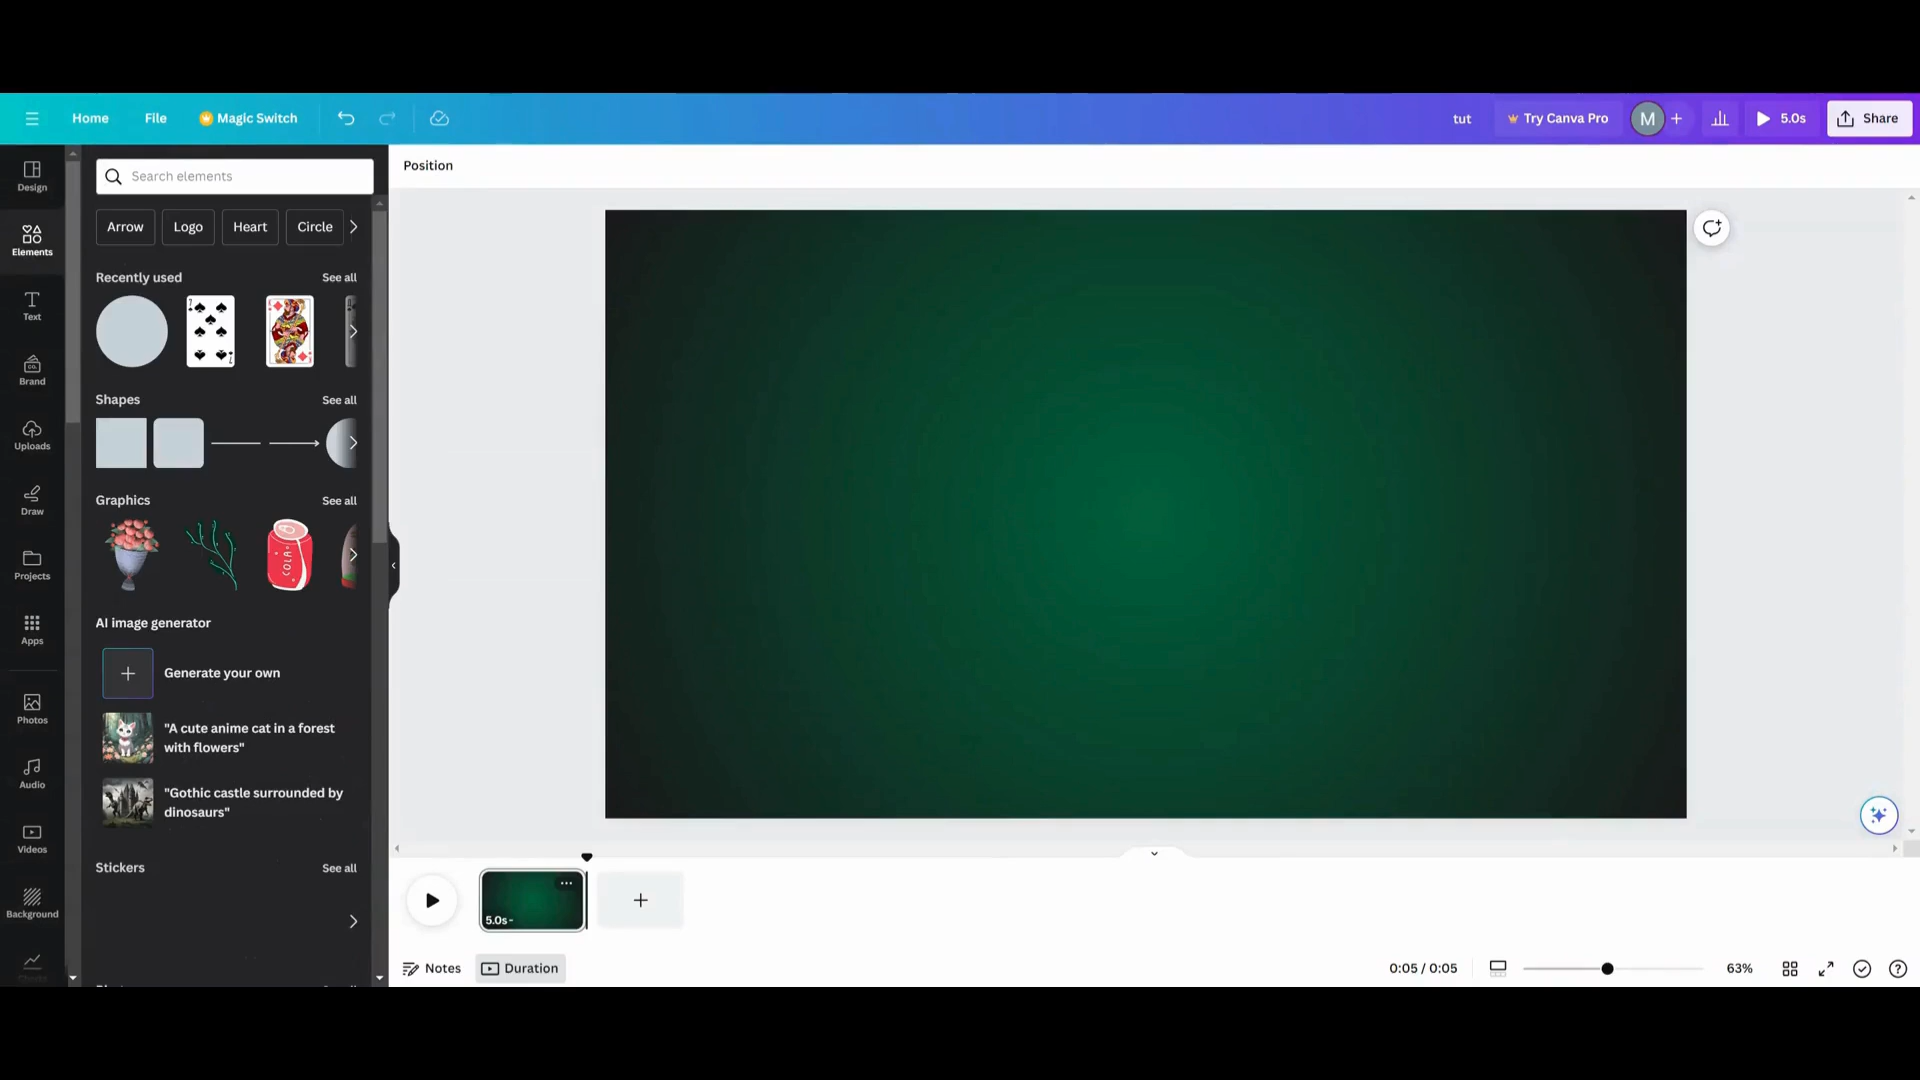 Home File Magic Switch tut Try Canva Pro M 5.0s Share
Design
Elements
Text
Brand
Uploads
Draw
Projects
Apps
Photos
Audio
Videos
Background
Search elements
Arrow Logo Heart Circle
Recently used See all
Shapes See all
Graphics See all
COLA
AI image generator
Generate your own
"A cute anime cat in a forest
with flowers"
"Gothic castle surrounded by
dinosaurs"
Stickers See all
Position
5.0s
Notes Duration 0:05 / 0:05 63%